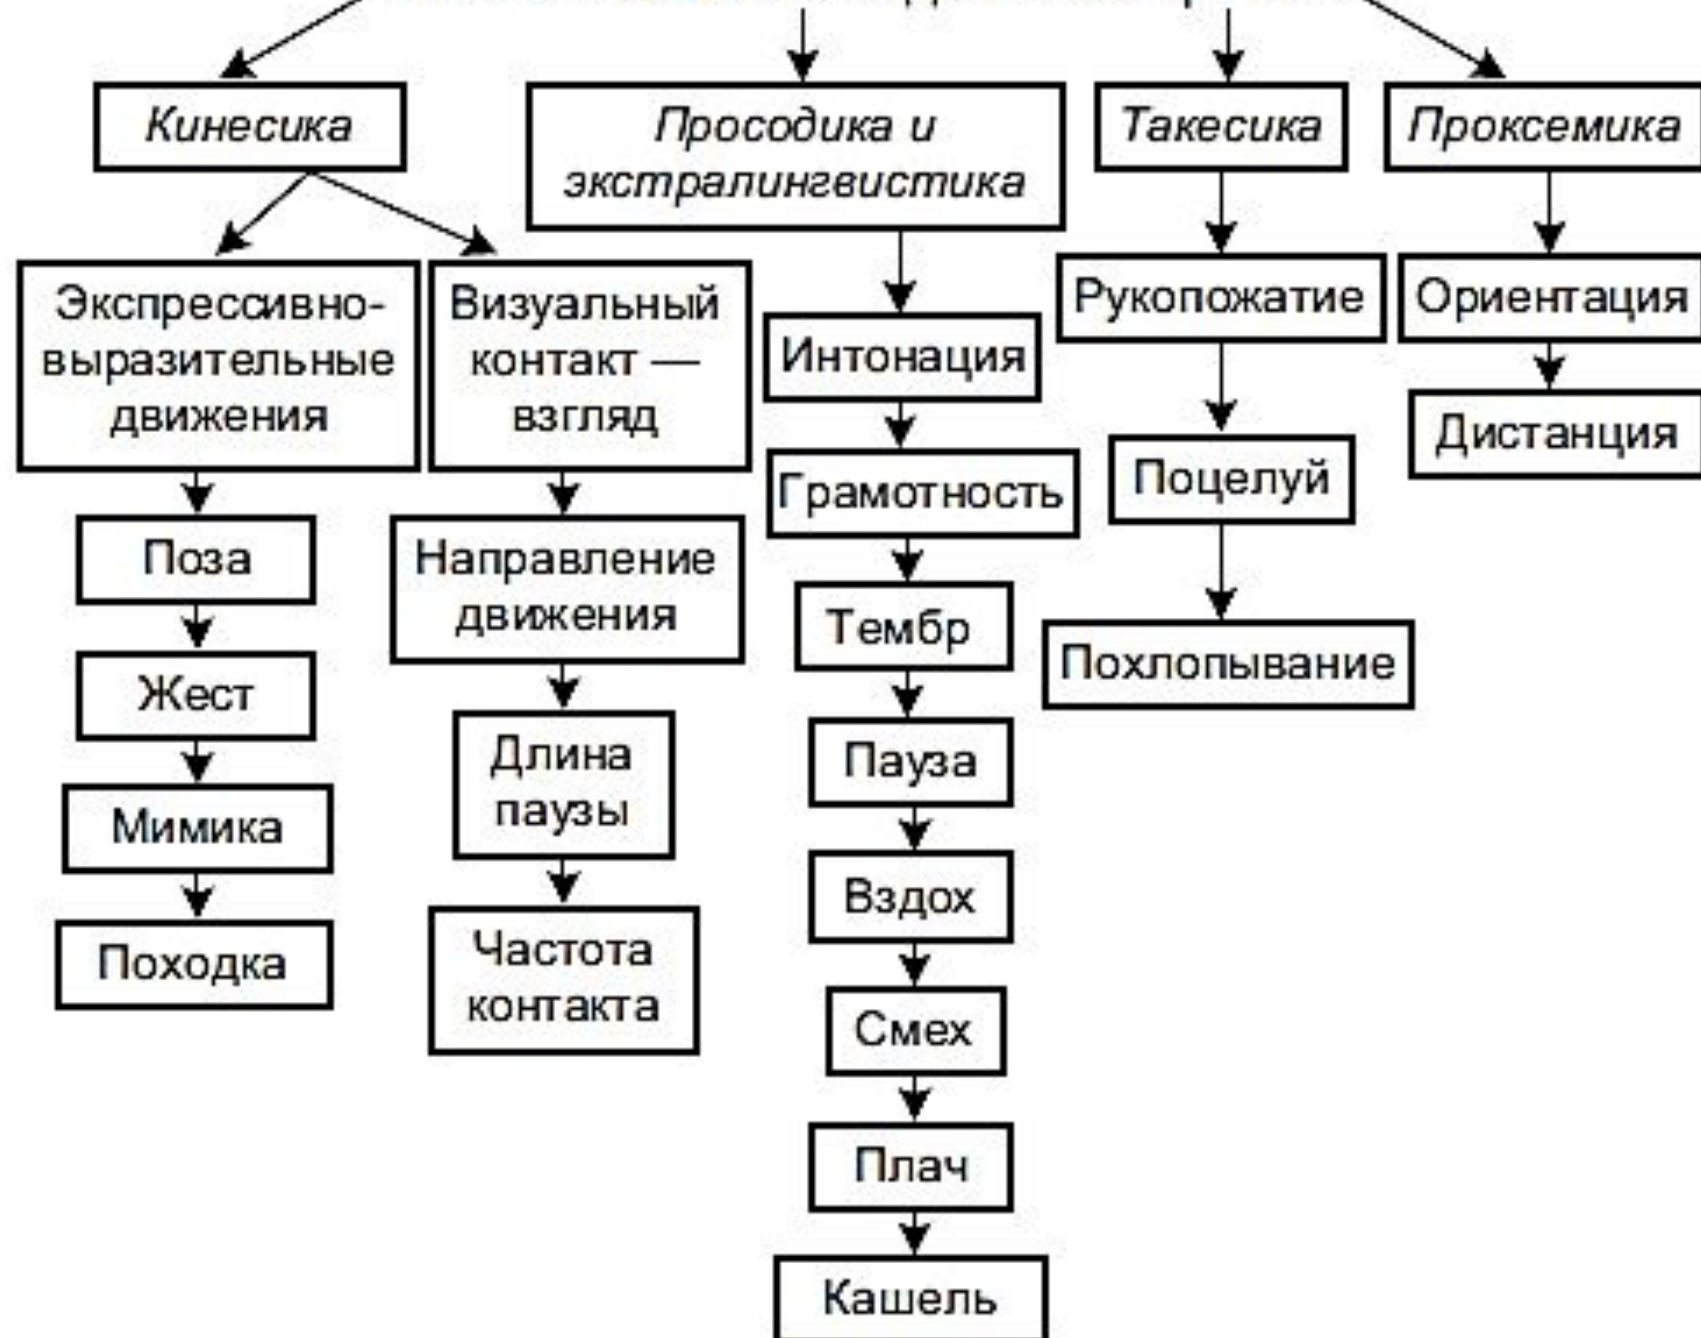 Кинесика
Просодика и
экстралингвистика
Такесика
Проксемика
Экспрессивно-
выразительные
движения
Визуальный
контакт —
взгляд
Интонация
Рукопожатие
Ориентация
Грамотность
Поцелуй
Дистанция
Поза
Направление
движения
Тембр
Похлопывание
Жест
Длина
паузы
Пауза
Мимика
Вздох
Походка
Частота
контакта
Смех
Плач
Кашель